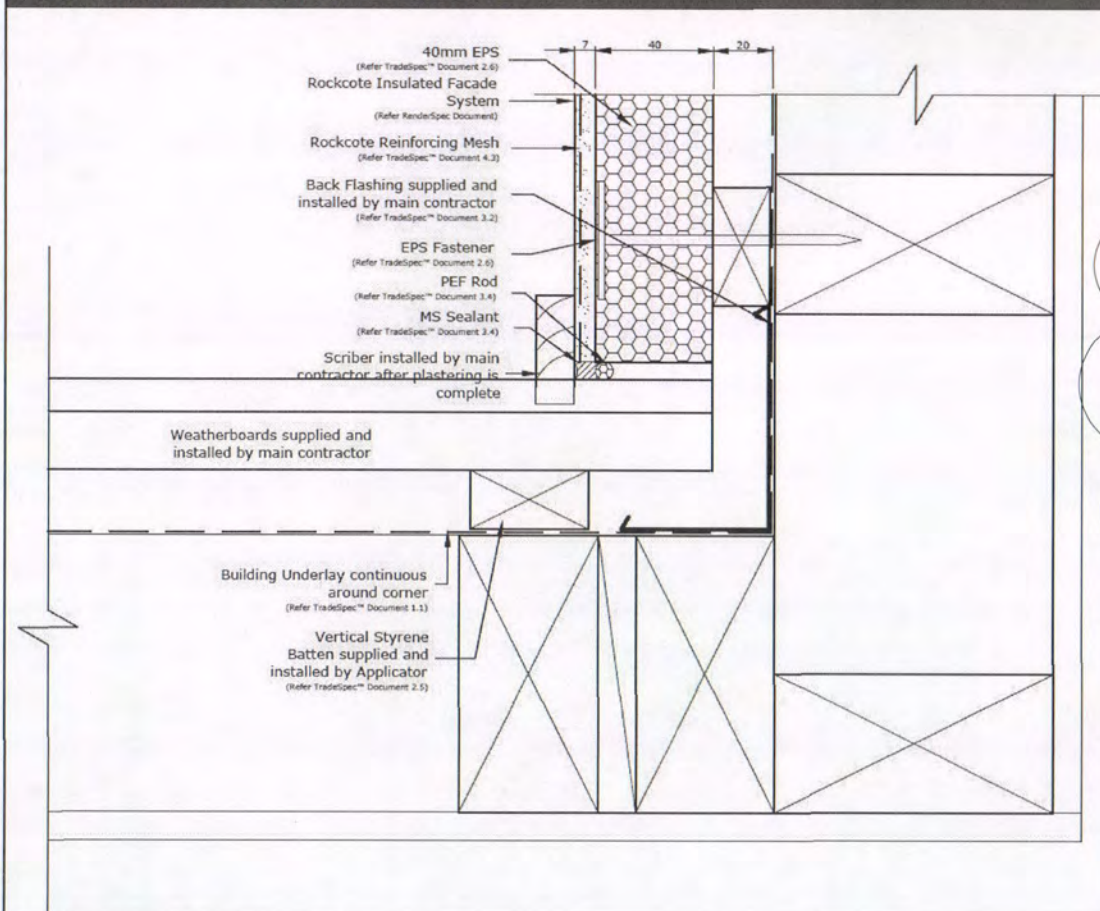 7 40 20
40mm EPS
(Refer TradeSpec™ Document 2.6)
Rockcote Insulated Facade
System
(Refer RenderSpec Document)
Rockcote Reinforcing Mesh
(Refer TradeSpec™ Document 4.3)
Back Flashing supplied and
installed by main contractor
(Refer TradeSpec™ Document 3.2)
EPS Fastener
(Refer TradeSpec™ Document 2.6)
PEF Rod
(Refer TradeSpec™ Document 3.4)
MS Sealant
(Refer TradeSpec™ Document 3.4)
Scriber installed by main
contractor after plastering is
complete
Weatherboards supplied and
installed by main contractor
Building Underlay continuous
around corner
(Refer TradeSpec™ Document 1.1)
Vertical Styrene
Batten supplied and
installed by Applicator
(Refer TradeSpec™ Document 2.5)